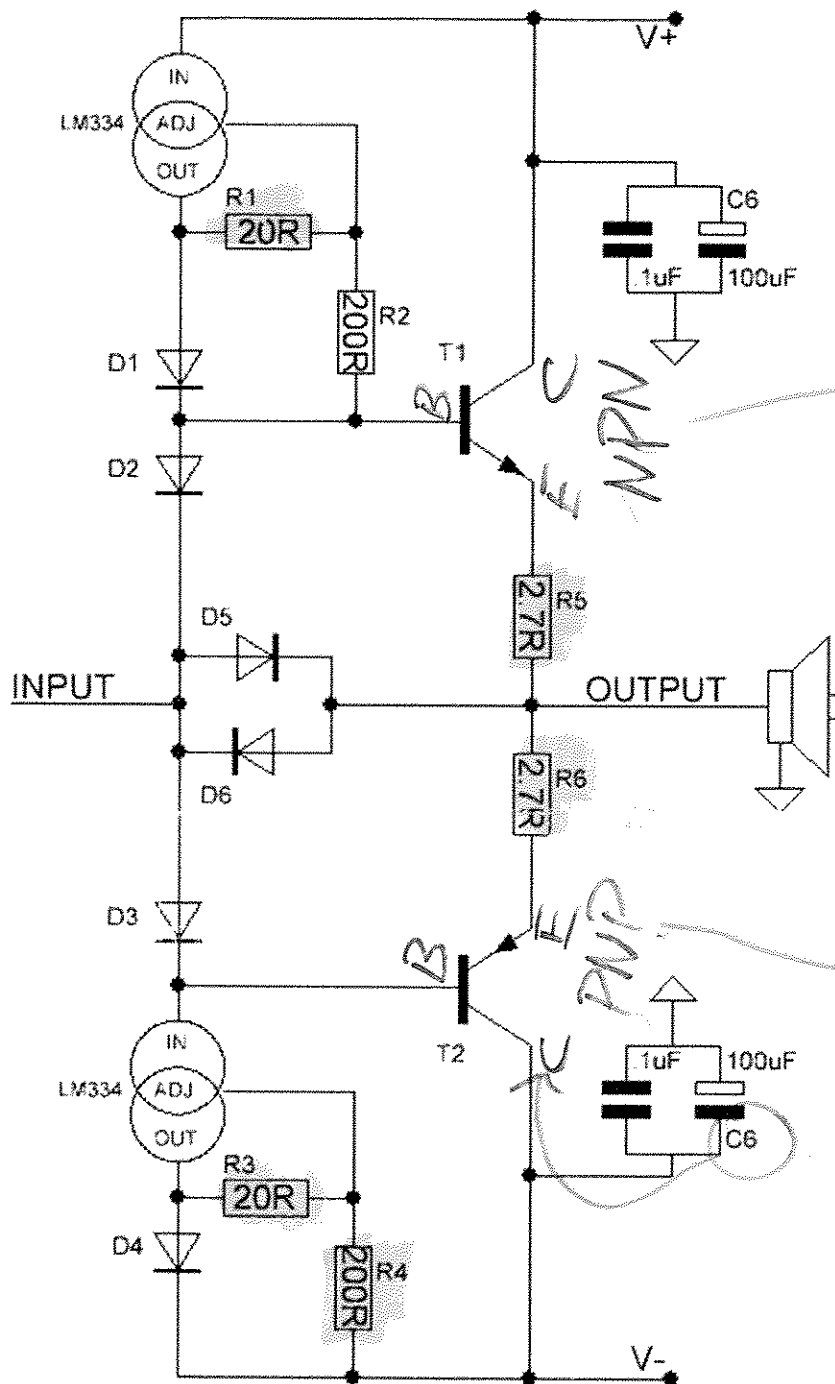 V+
IN
LM334 ADJ
OUT
R1
20R
C6
.1uF 100uF
200R R2
D1 T1
B C
NPN
D2
E
2.7R R5
D5
INPUT OUTPUT
D6
2.7R R6
D3
E
B PNP
IN
T2
.1uF 100uF
C
LM334 ADJ
OUT
C6
R3
20R
D4
200R R4
V-